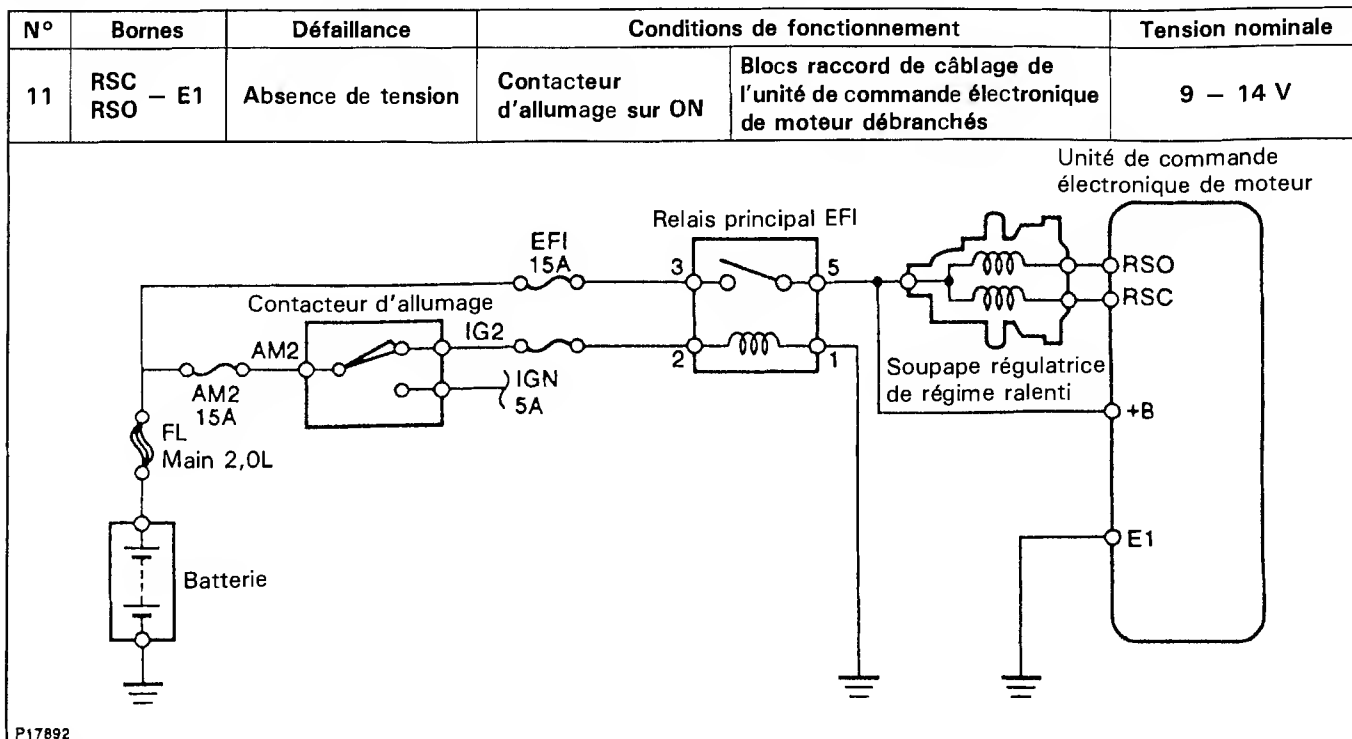 N° Bornes Défaillance Conditions de fonctionnement Tension nominale
11 RSC RSO – E1 Absence de tension Contacteur d'allumage sur ON Blocs raccord de câblage de l'unité de commande électronique de moteur débranchés 9 – 14 V
Unité de commande
électronique de moteur
Relais principal EFI
EFI
15A
3
5
RSO
RSC
Contacteur d'allumage
AM2
IG2
2
1
AM2
15A
IGN
5A
Soupape régulatrice
de régime ralenti
+B
FL
Main 2,0L
E1
Batterie
P17892